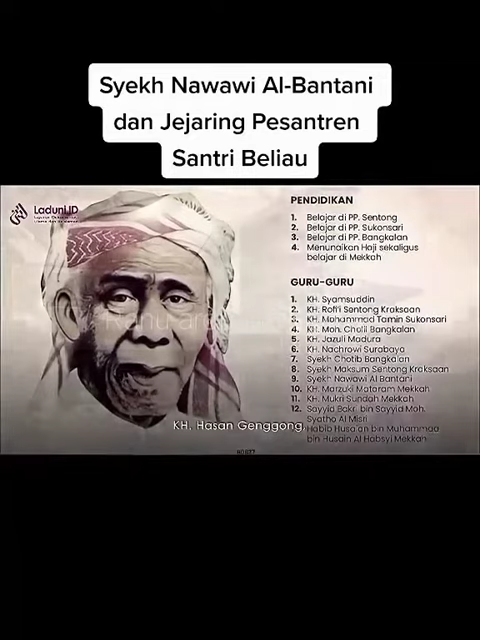 Syekh Nawawi Al-Bantani
dan Jejaring Pesantren
Santri Beliau
Laduni.ID
PENDIDIKAN
1. Belajar di PP. Sentong
2. Belajar di PP. Sukonsari
3. Belajar di PP. Bangkalan
4. Menunaikan Haji sekaligus
belajar di Mekkah
GURU-GURU
1. KH. Syamsuddin
2. KH. Rofi'i Sentong Kraksaan
3. KH. Mohammad Tamin Sukonsari
4. KH. Moh. Cholil Bangkalan
5. KH. Jazuli Madura
6. KH. Nachrowi Surabaya
7. Syekh Chotib Bangkalan
8. Syekh Maksum Sentong Kraksaan
9. Syekh Nawawi Al Bantani
10. KH. Marzuki Mataram Mekkah
11. KH. Mukri Sundah Mekkah
12. Sayyid Bakri bin Sayyid Moh.
Syatho Al Misri
Habib Husain bin Muhammad
bin Husain Al Habsyi Mekkah
KH. Hasan Genggong,